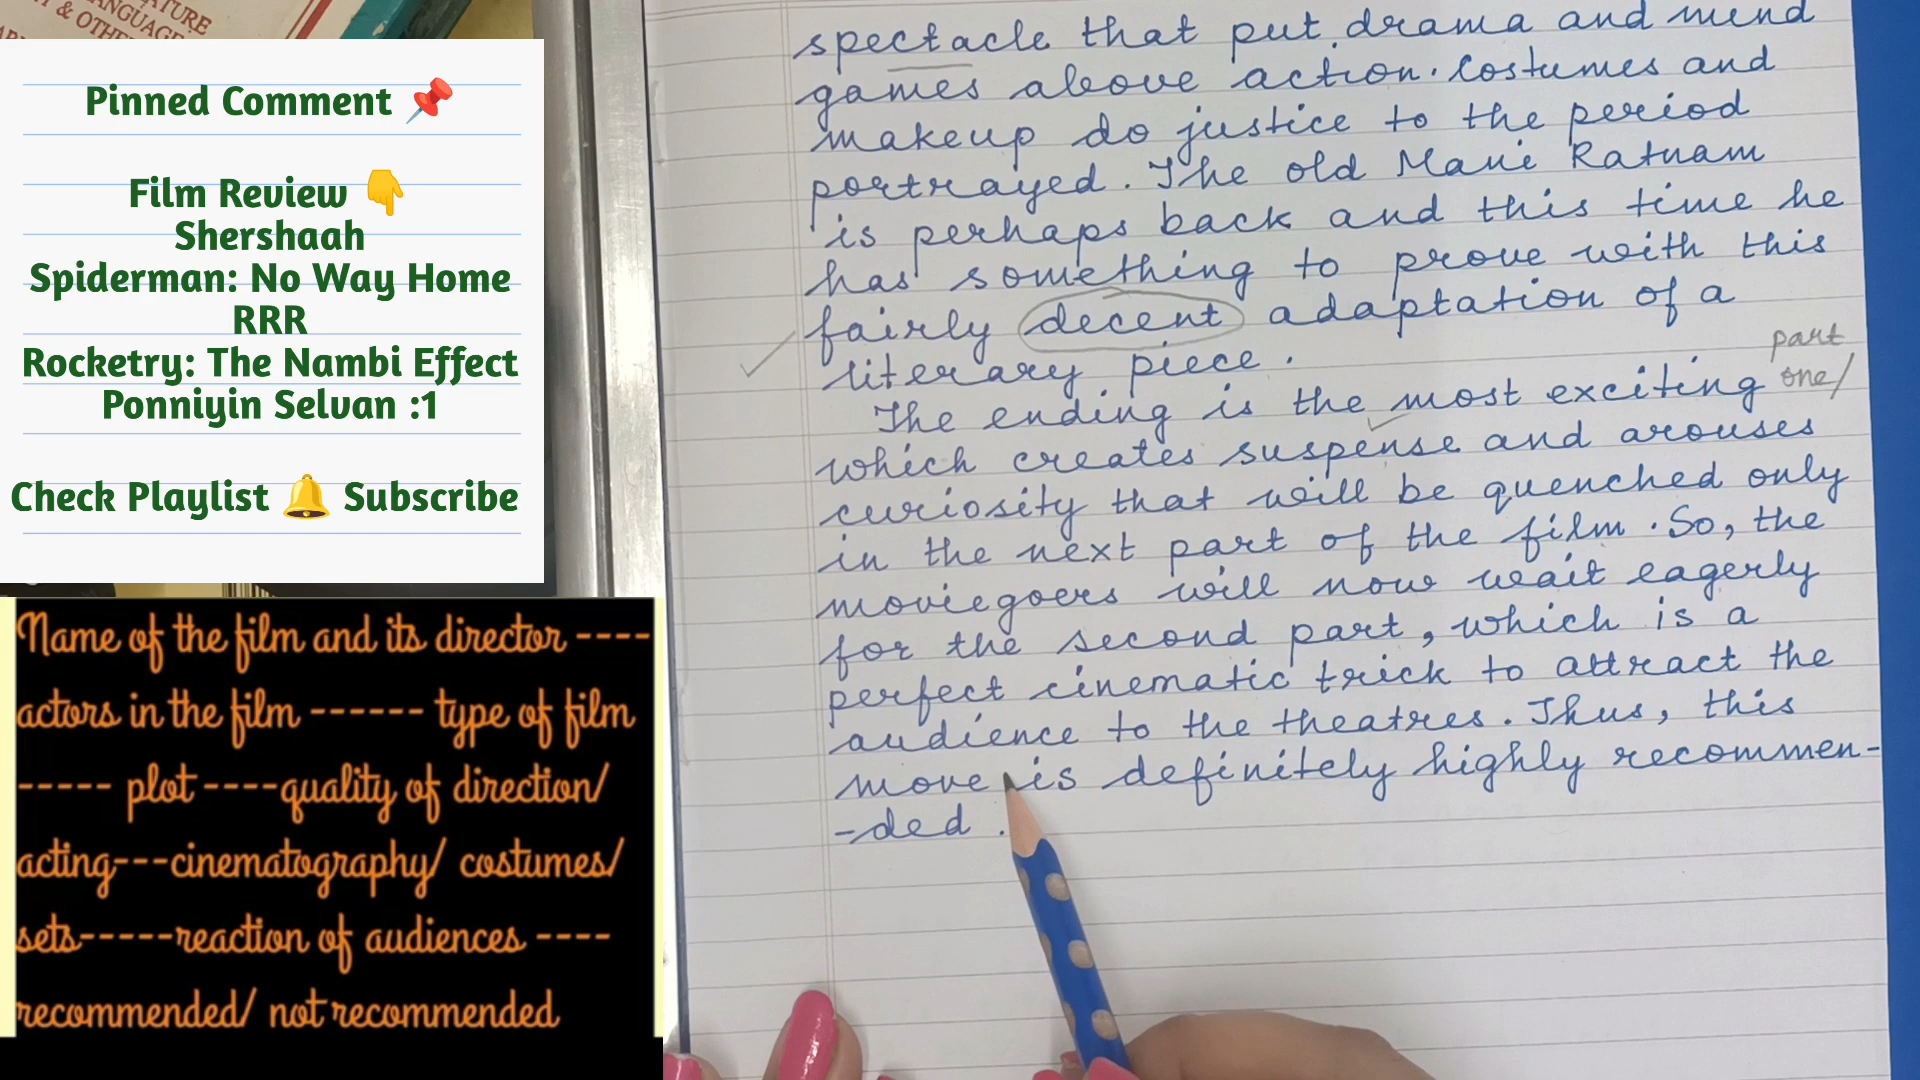 ATURE
LANGUAGE
& OTHE
Pinned Comment 📌
Film Review 👇
Shershaah
Spiderman: No Way Home
RRR
Rocketry: The Nambi Effect
Ponniyin Selvan :1
Check Playlist 🔔 Subscribe
Name of the film and its director ----
actors in the film ------ type of film
----- plot ----quality of direction/
acting---cinematography/ costumes/
sets-----reaction of audiences ----
recommended/ not recommended
spectacle that put drama and mind
games above action. Costumes and
makeup do justice to the period
portrayed. The old Mani Ratnam
is perhaps back and this time he
has something to prove with this
fairly decent adaptation of a
literary piece.
part
The ending is the most exciting one/
which creates suspense and arouses
curiosity that will be quenched only
in the next part of the film. So, the
moviegoers will now wait eagerly
for the second part, which is a
perfect cinematic trick to attract the
audience to the theatres. Thus, this
move is definitely highly recommen-
-ded.